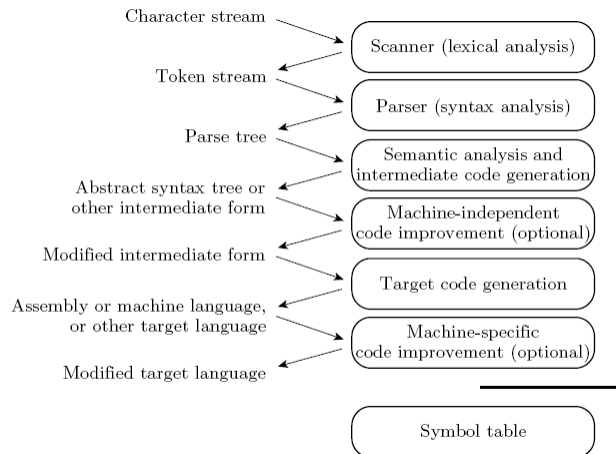 Character stream
Scanner (lexical analysis)
Token stream
Parser (syntax analysis)
Parse tree
Semantic analysis and
intermediate code generation
Abstract syntax tree or
other intermediate form
Machine-independent
code improvement (optional)
Modified intermediate form
Target code generation
Assembly or machine language,
or other target language
Machine-specific
code improvement (optional)
Modified target language
Symbol table